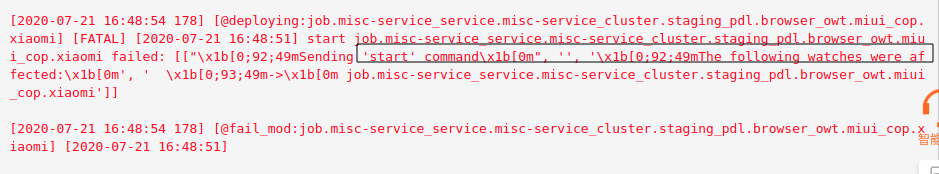 [2020-07-21 16:48:54 178] [@deploying:job.misc-service_service.misc-service_cluster.staging_pdl.browser_owt.miui_cop.
xiaomi] [FATAL] [2020-07-21 16:48:51] start job.misc-service_service.misc-service_cluster.staging_pdl.browser_owt.miu
i_cop.xiaomi failed: [["\x1b[0;92;49mSending 'start' command\x1b[0m", '', '\x1b[0;92;49mThe following watches were af
fected:\x1b[0m', '  \x1b[0;93;49m->\x1b[0m job.misc-service_service.misc-service_cluster.staging_pdl.browser_owt.miui
_cop.xiaomi']]
[2020-07-21 16:48:54 178] [@fail_mod:job.misc-service_service.misc-service_cluster.staging_pdl.browser_owt.miui_cop.x
iaomi] [2020-07-21 16:48:51]
智能